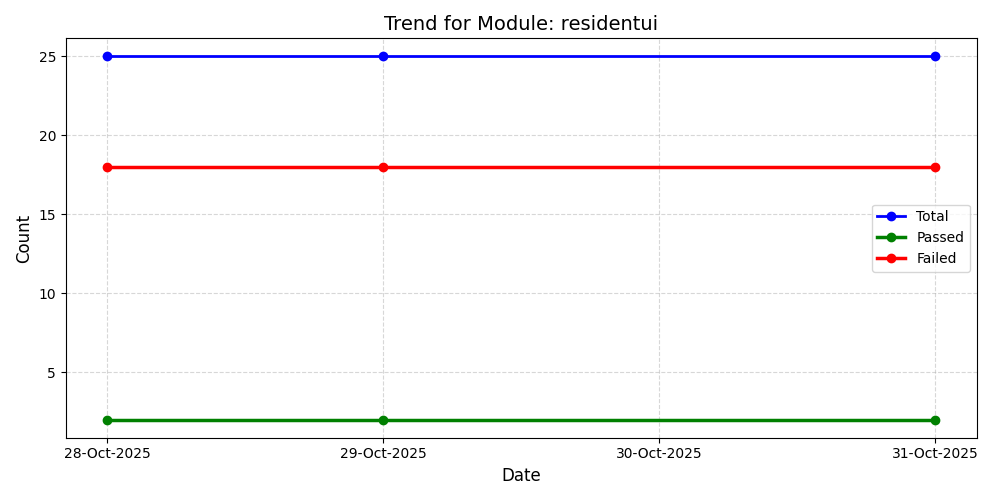 Trend for Module: residentui
Count
25
20
15
10
5
Total
Passed
Failed
28-Oct-2025
29-Oct-2025
30-Oct-2025
31-Oct-2025
Date